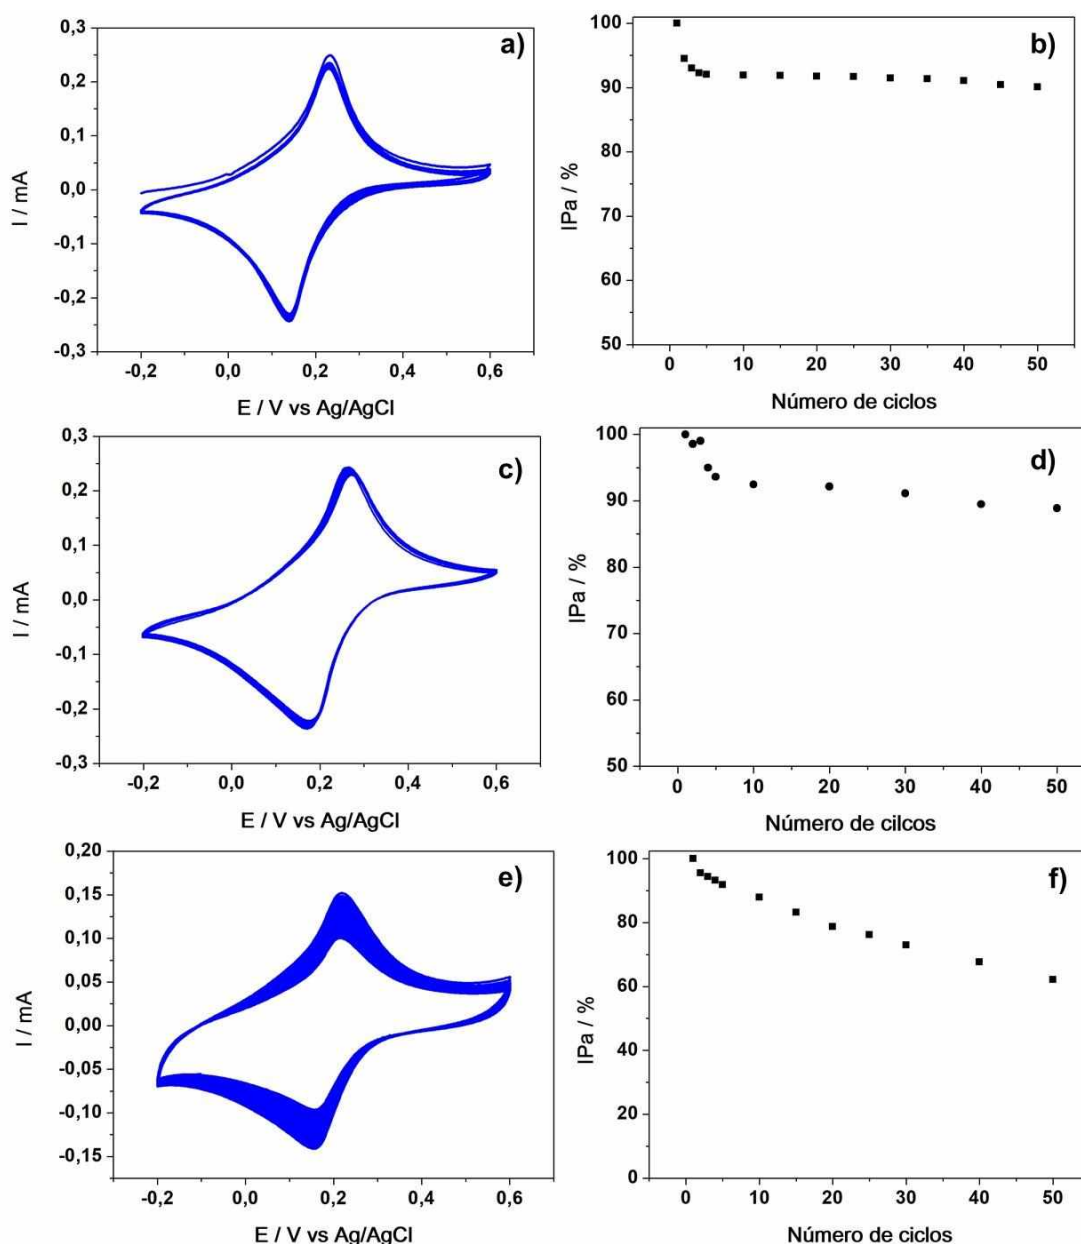 a)
0,3
0,2
0,1
0,0
-0,1
-0,2
-0,3
I / mA
-0,2 0,0 0,2 0,4 0,6
E / V vs Ag/AgCl
b)
100
90
80
70
60
50
IPa / %
0 10 20 30 40 50
Número de ciclos
c)
0,3
0,2
0,1
0,0
-0,1
-0,2
-0,3
I / mA
-0,2 0,0 0,2 0,4 0,6
E / V vs Ag/AgCl
d)
100
90
80
70
60
50
IPa / %
0 10 20 30 40 50
Número de cilcos
e)
0,20
0,15
0,10
0,05
0,00
-0,05
-0,10
-0,15
I / mA
-0,2 0,0 0,2 0,4 0,6
E / V vs Ag/AgCl
f)
100
80
60
40
20
0
IPa / %
0 10 20 30 40 50
Número de ciclos